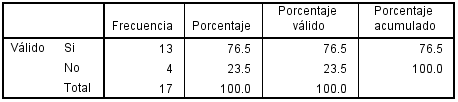 Frecuencia Porcentaje Porcentaje válido Porcentaje acumulado
Válido Si 13 76.5 76.5 76.5
No 4 23.5 23.5 100.0
Total 17 100.0 100.0